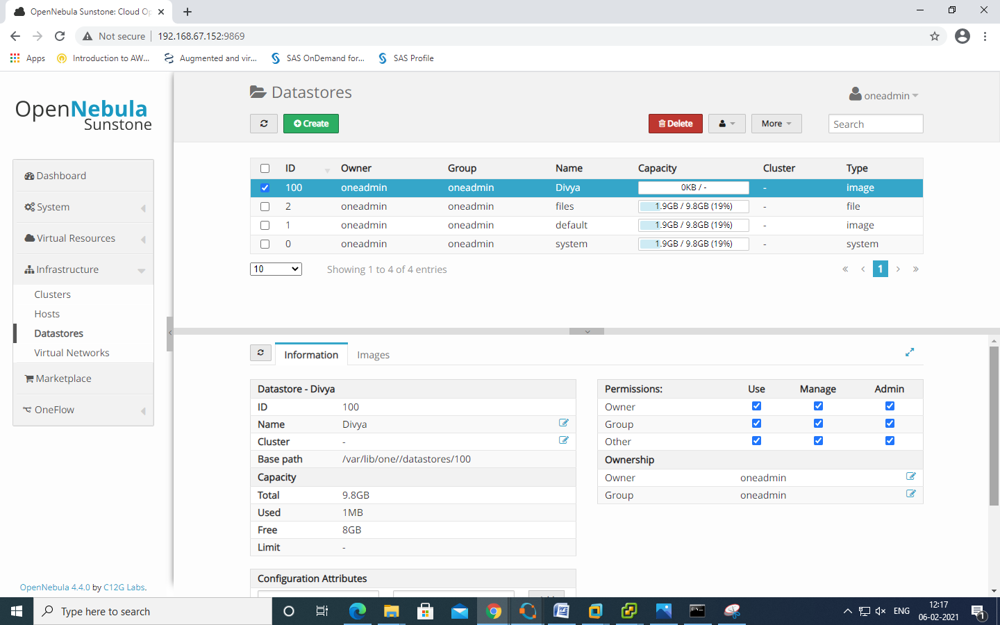 OpenNebula Sunstone: Cloud Op
Not secure 192.168.67.152:9869
Apps Introduction to AW... Augmented and vir... SAS OnDemand for... SAS Profile
OpenNebula
Sunstone
Dashboard
System
Virtual Resources
Infrastructure
Clusters
Hosts
Datastores
Virtual Networks
Marketplace
OneFlow
OpenNebula 4.4.0 by C12G Labs.
Datastores
oneadmin
Create Delete More Search
ID Owner Group Name Capacity Cluster Type
100 oneadmin oneadmin Divya 0KB / - - image
2 oneadmin oneadmin files 1.9GB / 9.8GB (19%) - file
1 oneadmin oneadmin default 1.9GB / 9.8GB (19%) - image
0 oneadmin oneadmin system 1.9GB / 9.8GB (19%) - system
10 Showing 1 to 4 of 4 entries « ‹ 1 › »
Information Images
Datastore - Divya
ID 100
Name Divya
Cluster -
Base path /var/lib/one//datastores/100
Capacity
Total 9.8GB
Used 1MB
Free 8GB
Limit -
Configuration Attributes
Permissions: Use Manage Admin
Owner
Group
Other
Ownership
Owner oneadmin
Group oneadmin
Type here to search
ENG
12:17
06-02-2021
1